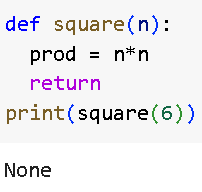 def square(n):
  prod = n*n
  return
print(square(6))
None